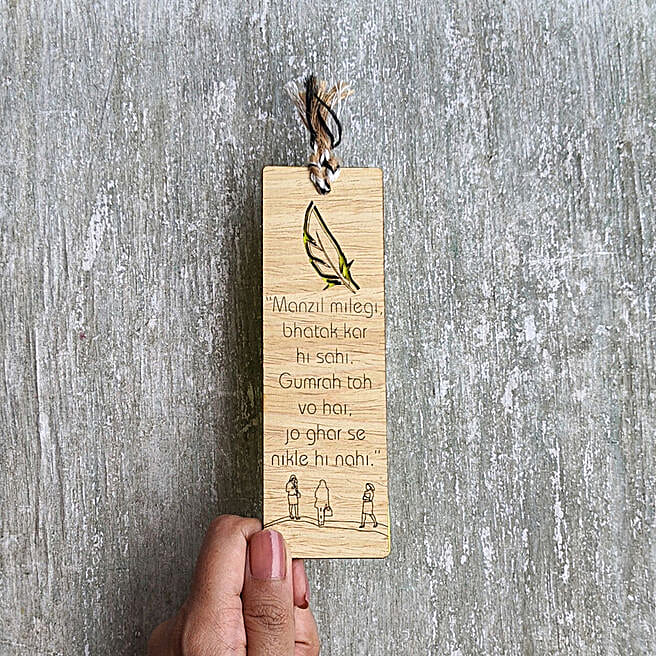 "Manzil milegi,
bhatak kar
hi sahi.
Gumrah toh
vo hai,
jo ghar se
nikle hi nahi."